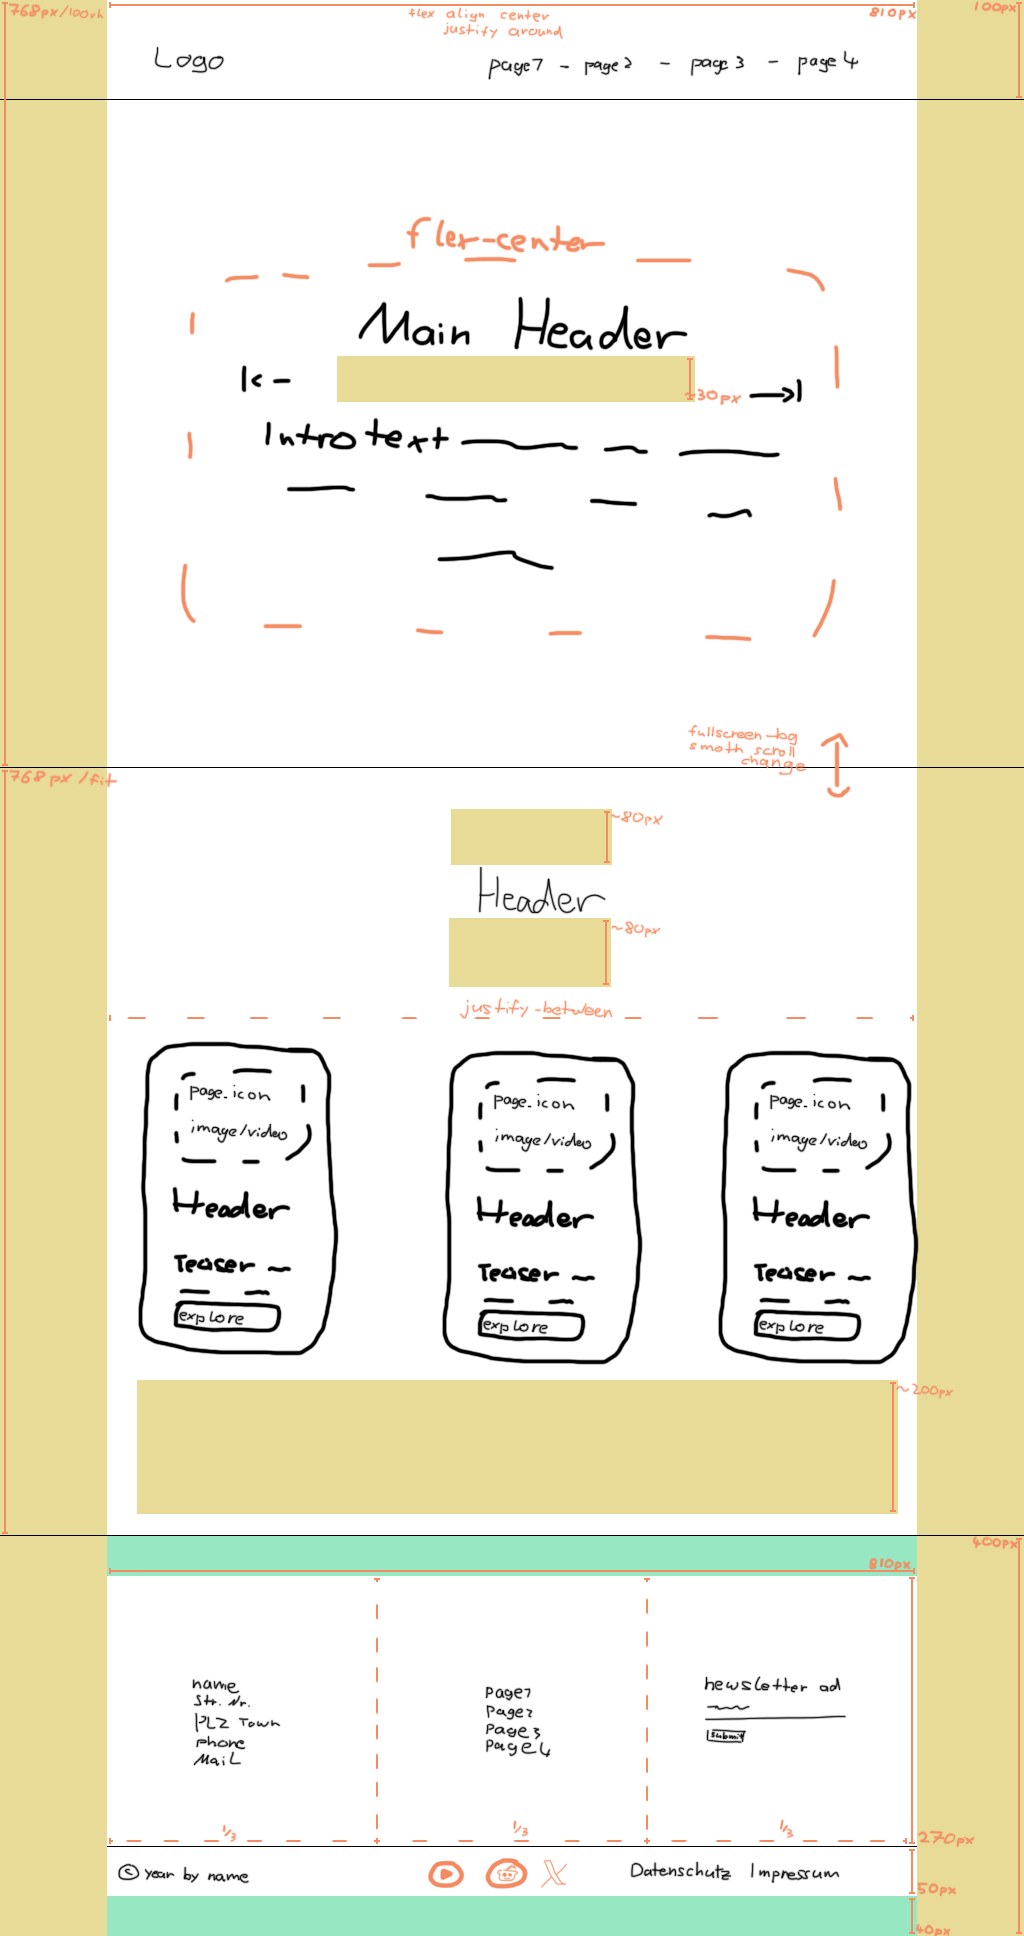 768px/100vh
flex align center
justify around
810px
100px
Logo
page1 - page2 - page3 - page4
flex-center
Main Header
~30px
Introtext
fullscreen-bg
smoth scroll
change
768px/fit
~80px
Header
~80px
justify-between
page-icon
image/video
Header
Teaser
explore
page-icon
image/video
Header
Teaser
explore
page-icon
image/video
Header
Teaser
explore
~200px
400px
810px
name
Str. Nr.
PLZ Town
phone
Mail
Page1
Page2
Page3
Page4
newsletter ad
submit
1/3
1/3
1/3
270px
© year by name
Datenschutz Impressum
50px
40px